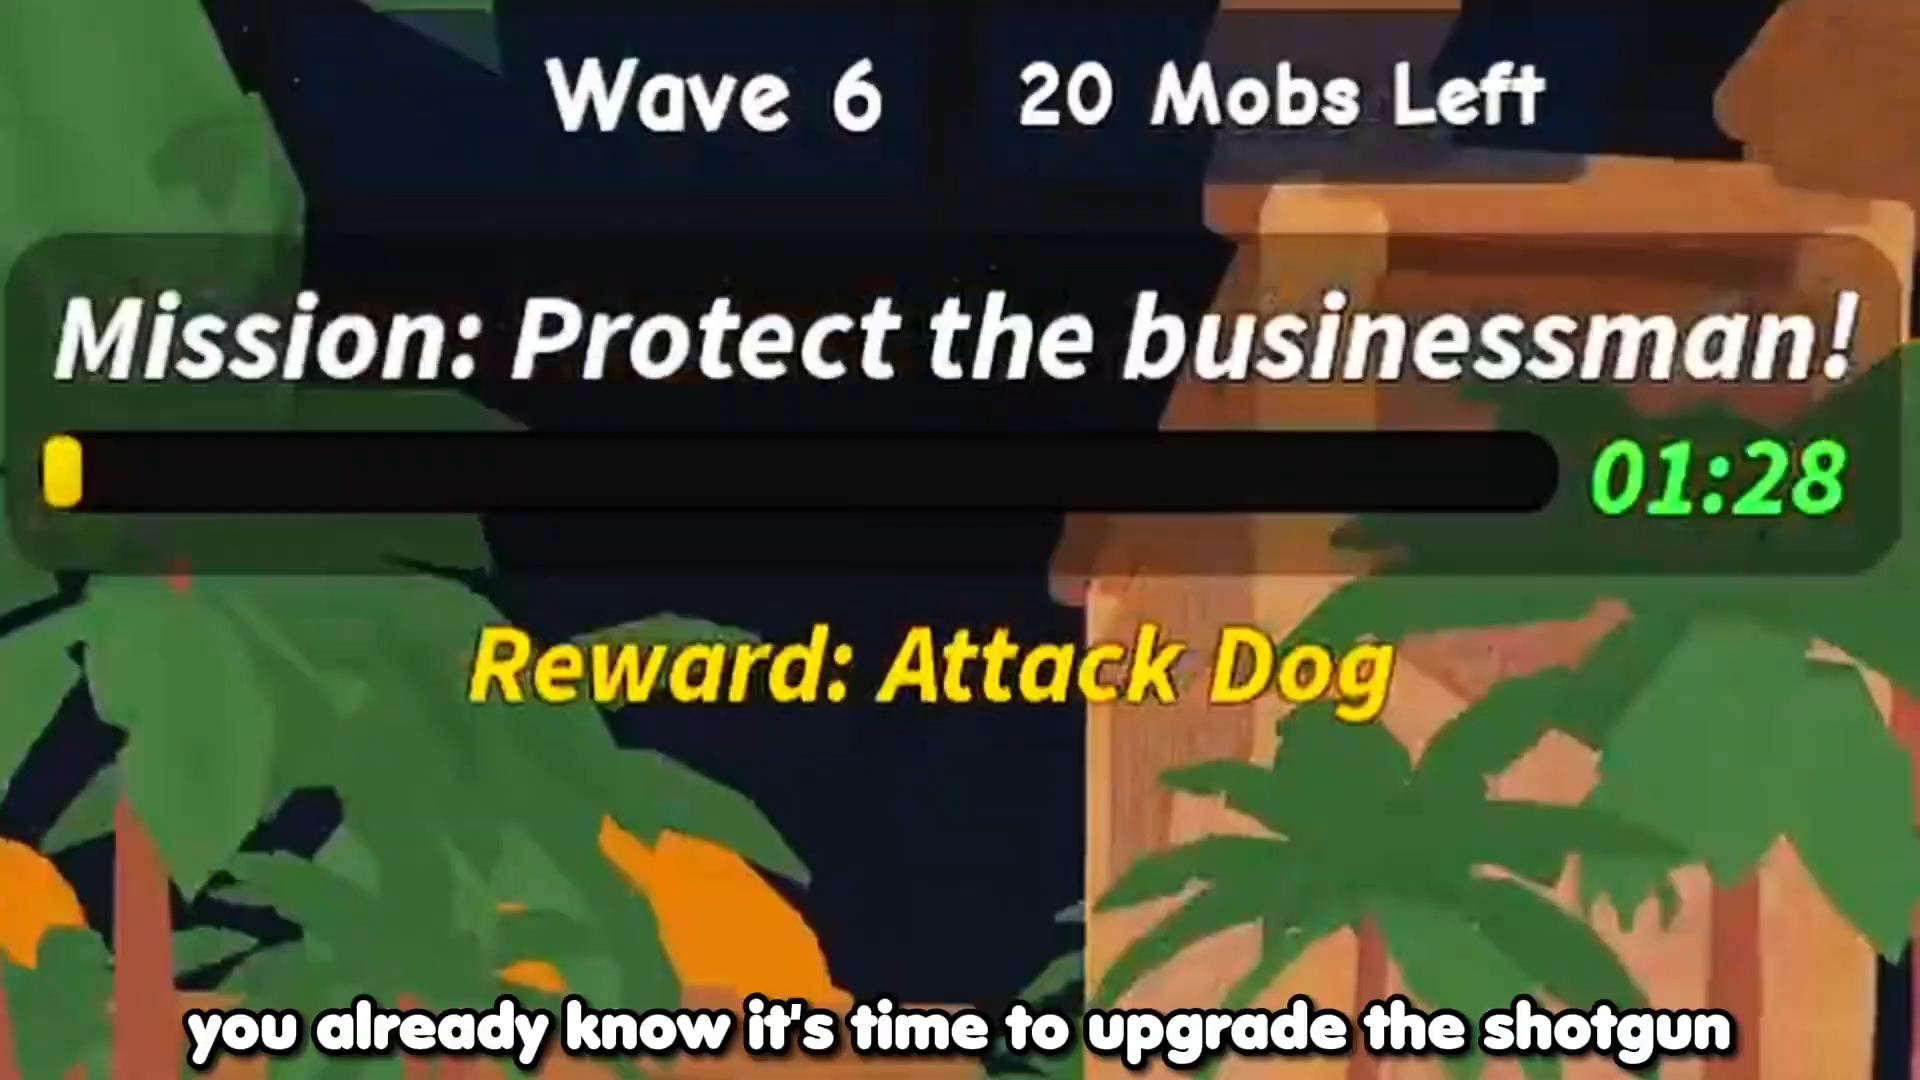 Wave 6 20 Mobs Left
Mission: Protect the businessman!
01:28
Reward: Attack Dog
you already know it's time to upgrade the shotgun